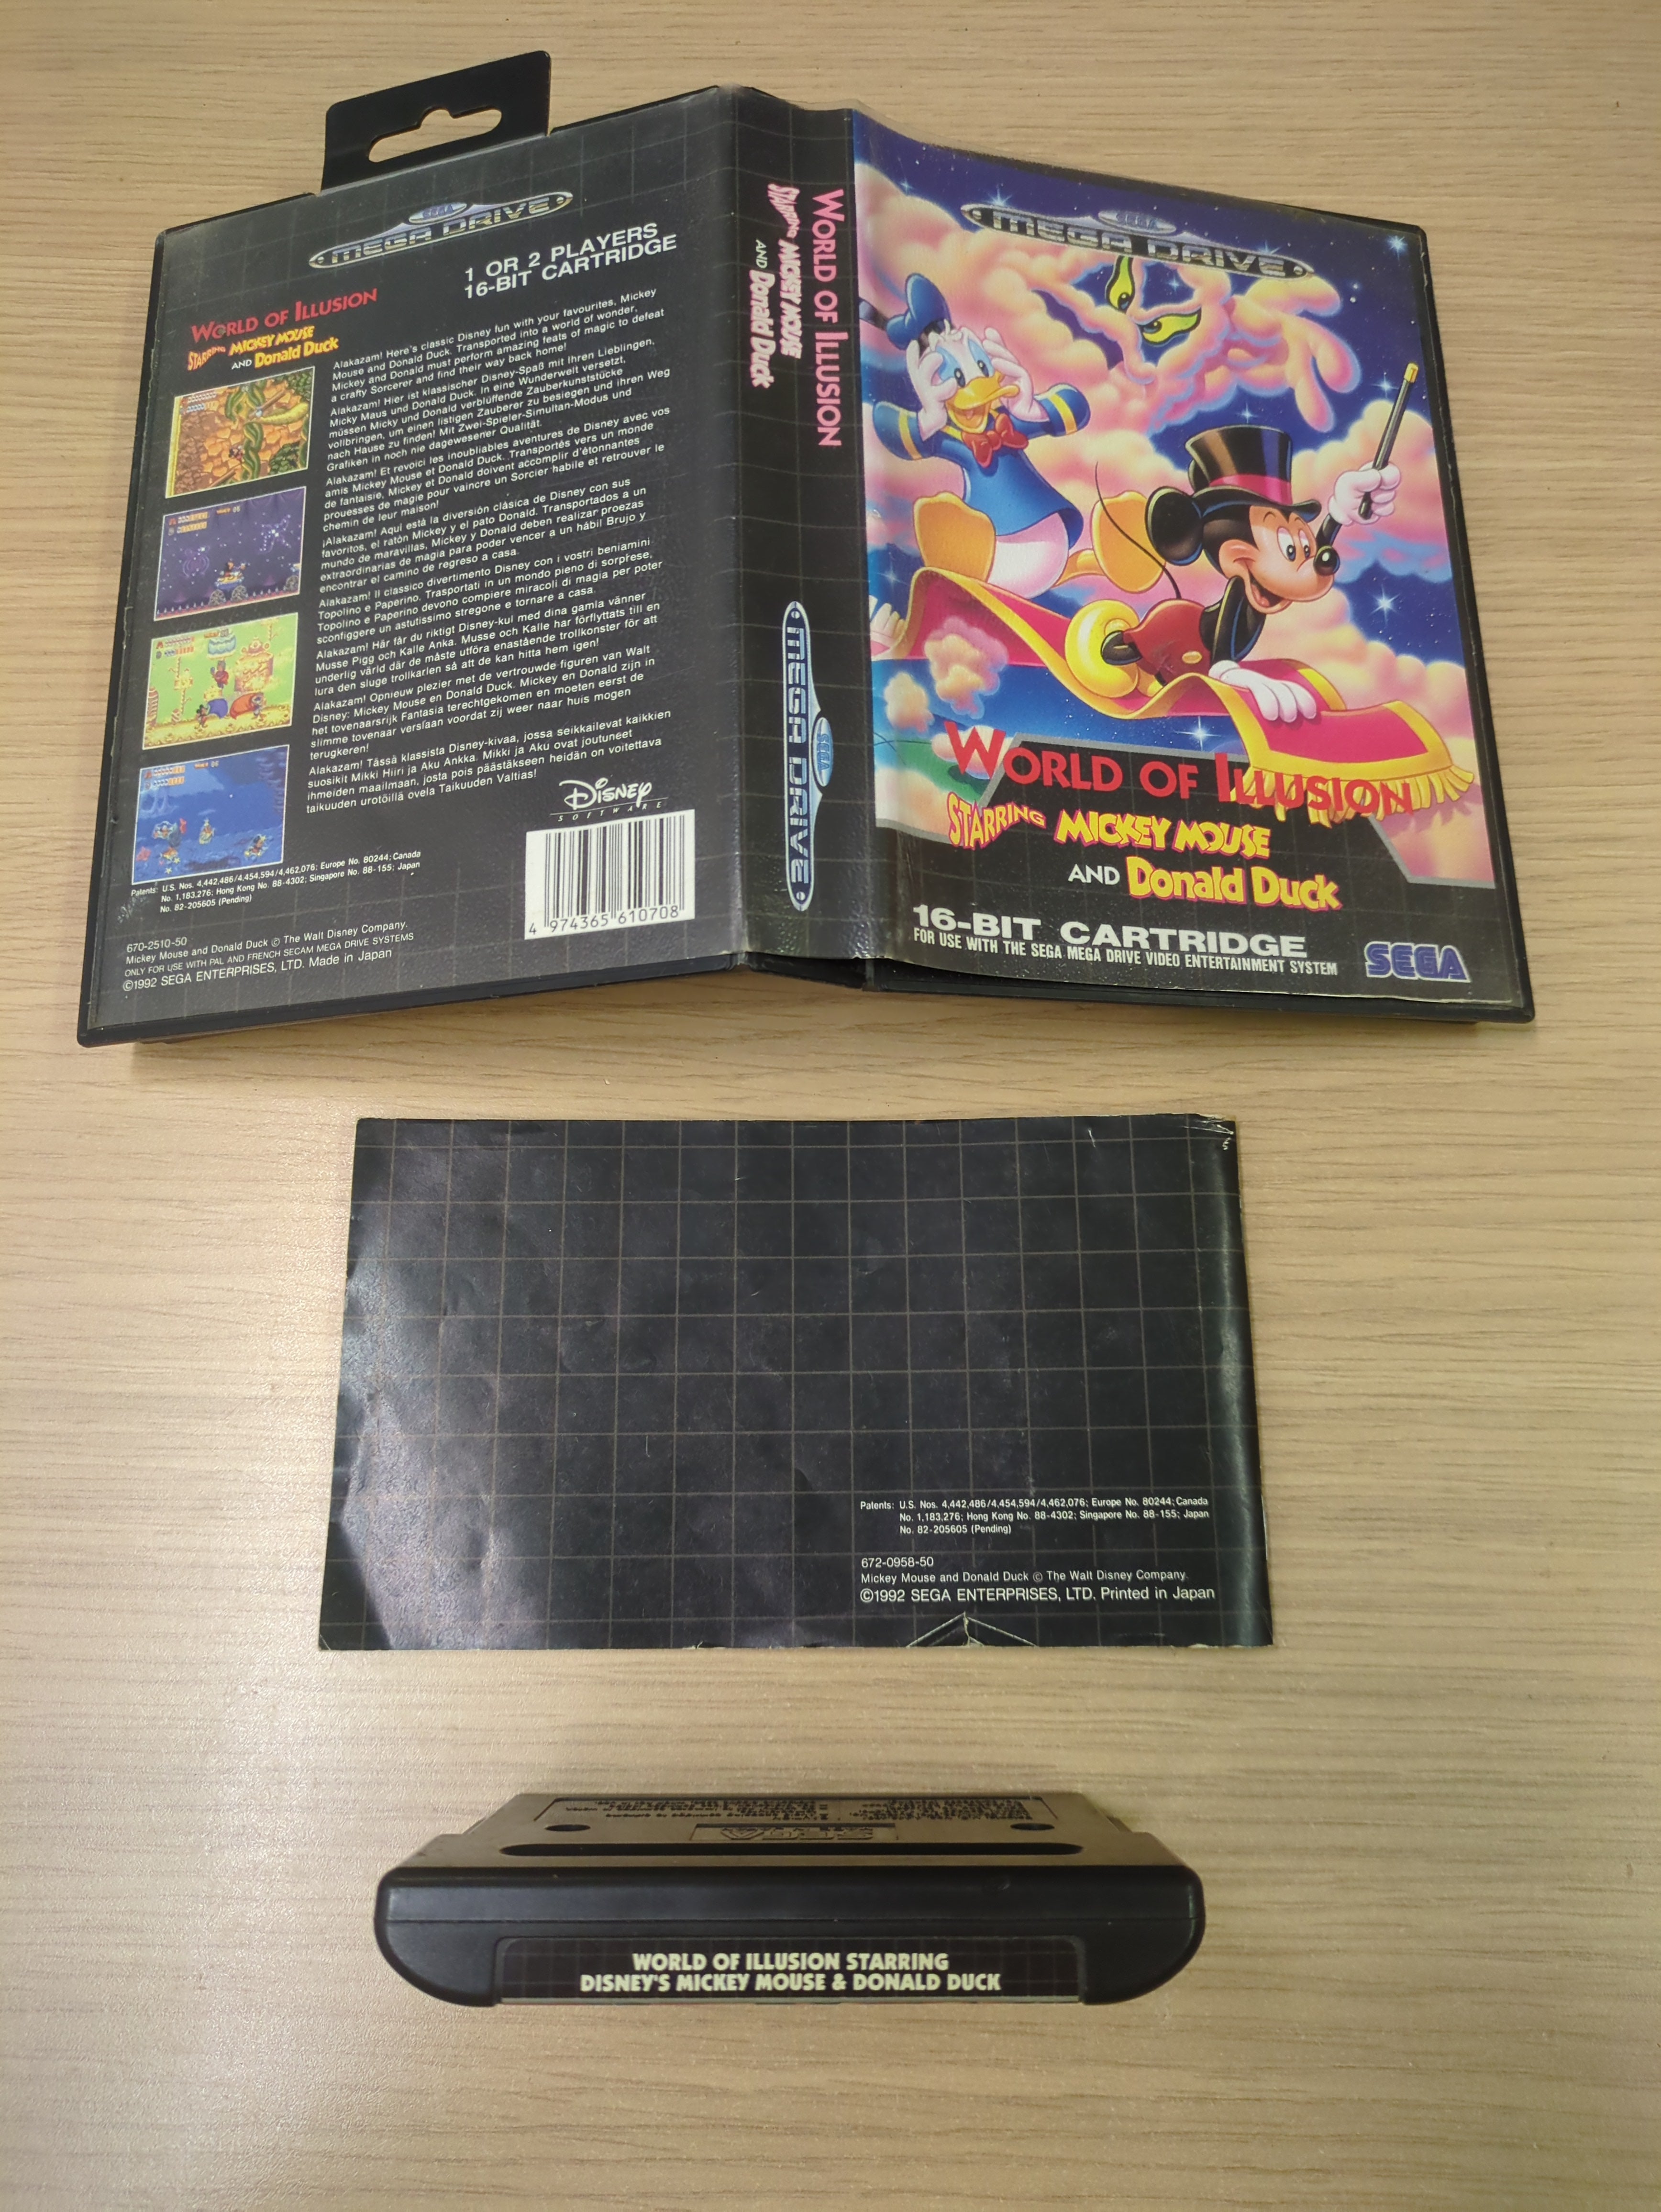 SEGA
MEGA DRIVE
1 OR 2 PLAYERS
16-BIT CARTRIDGE
WORLD OF ILLUSION
STARRING MICKEY MOUSE
AND Donald Duck
Alakazam! Here's classic Disney fun with your favourites, Mickey
Mouse and Donald Duck. Transported into a world of wonder,
Mickey and Donald must perform amazing feats of magic to defeat
a crafty Sorcerer and find their way back home!
Alakazam! Hier ist klassischer Disney-Spaß mit Ihren Lieblingen,
Micky Maus und Donald Duck. In eine Wunderwelt versetzt,
müssen Micky und Donald verblüffende Zauberkunststücke
vollbringen, um einen listigen Zauberer zu besiegen und ihren Weg
nach Hause zu finden! Mit Zwei-Spieler-Simultan-Modus und
Grafiken in noch nie dagewesener Qualität.
Alakazam! Et revoici les inoubliables aventures de Disney avec vos
amis Mickey Mouse et Donald Duck. Transportés vers un monde
de fantaisie, Mickey et Donald doivent accomplir d'étonnantes
prouesses de magie pour vaincre un Sorcier habile et retrouver le
chemin de leur maison!
¡Alakazam! Aquí está la diversión clásica de Disney con sus
favoritos, el ratón Mickey y el pato Donald. Transportados a un
mundo de maravillas, Mickey y Donald deben realizar proezas
extraordinarias de magia para poder vencer a un hábil Brujo y
encontrar el camino de regreso a casa.
Alakazam! Il classico divertimento Disney con i vostri beniamini
Topolino e Paperino. Trasportati in un mondo pieno di sorprese,
Topolino e Paperino devono compiere miracoli di magia per poter
sconfiggere un astutissimo stregone e tornare a casa.
Alakazam! Här får du riktigt Disney-kul med dina gamla vänner
Musse Pigg och Kalle Anka. Musse och Kalle har förflyttats till en
underlig värld där de måste utföra enastående trollkonster för att
lura den sluge trollkarlen så att de kan hitta hem igen!
Alakazam! Opnieuw plezier met de vertrouwde figuren van Walt
Disney: Mickey Mouse en Donald Duck. Mickey en Donald zijn in
het tovenaarsrijk Fantasia terechtgekomen en moeten eerst de
slimme tovenaar verslaan voordat zij weer naar huis mogen
terugkeren!
Alakazam! Tässä klassista Disney-kivaa, jossa seikkailevat kaikkien
suosikit Mikki Hiiri ja Aku Ankka. Mikki ja Aku ovat joutuneet
ihmeiden maailmaan, josta pois päästäkseen heidän on voitettava
taikuuden urotöillä ovela Taikuuden Valtias!
Disney
SOFTWARE
Patents: U.S. Nos. 4,442,486/4,454,594/4,462,076; Europe No. 80244; Canada
No. 1,183,276; Hong Kong No. 88-4302; Singapore No. 88-155; Japan
No. 82-205605 (Pending)
4 974365 610708
670-2510-50
Mickey Mouse and Donald Duck © The Walt Disney Company.
ONLY FOR USE WITH PAL AND FRENCH SECAM MEGA DRIVE SYSTEMS
©1992 SEGA ENTERPRISES, LTD. Made in Japan
WORLD OF ILLUSION
STARRING MICKEY MOUSE
AND Donald Duck
SEGA
MEGA DRIVE
SEGA
MEGA DRIVE
WORLD OF ILLUSION
STARRING MICKEY MOUSE
AND Donald Duck
16-BIT CARTRIDGE
FOR USE WITH THE SEGA MEGA DRIVE VIDEO ENTERTAINMENT SYSTEM
SEGA
Patents: U.S. Nos. 4,442,486/4,454,594/4,462,076; Europe No. 80244; Canada
No. 1,183,276; Hong Kong No. 88-4302; Singapore No. 88-155; Japan
No. 82-205605 (Pending)
672-0958-50
Mickey Mouse and Donald Duck © The Walt Disney Company.
©1992 SEGA ENTERPRISES, LTD. Printed in Japan
SEGA
WORLD OF ILLUSION STARRING
DISNEY'S MICKEY MOUSE & DONALD DUCK